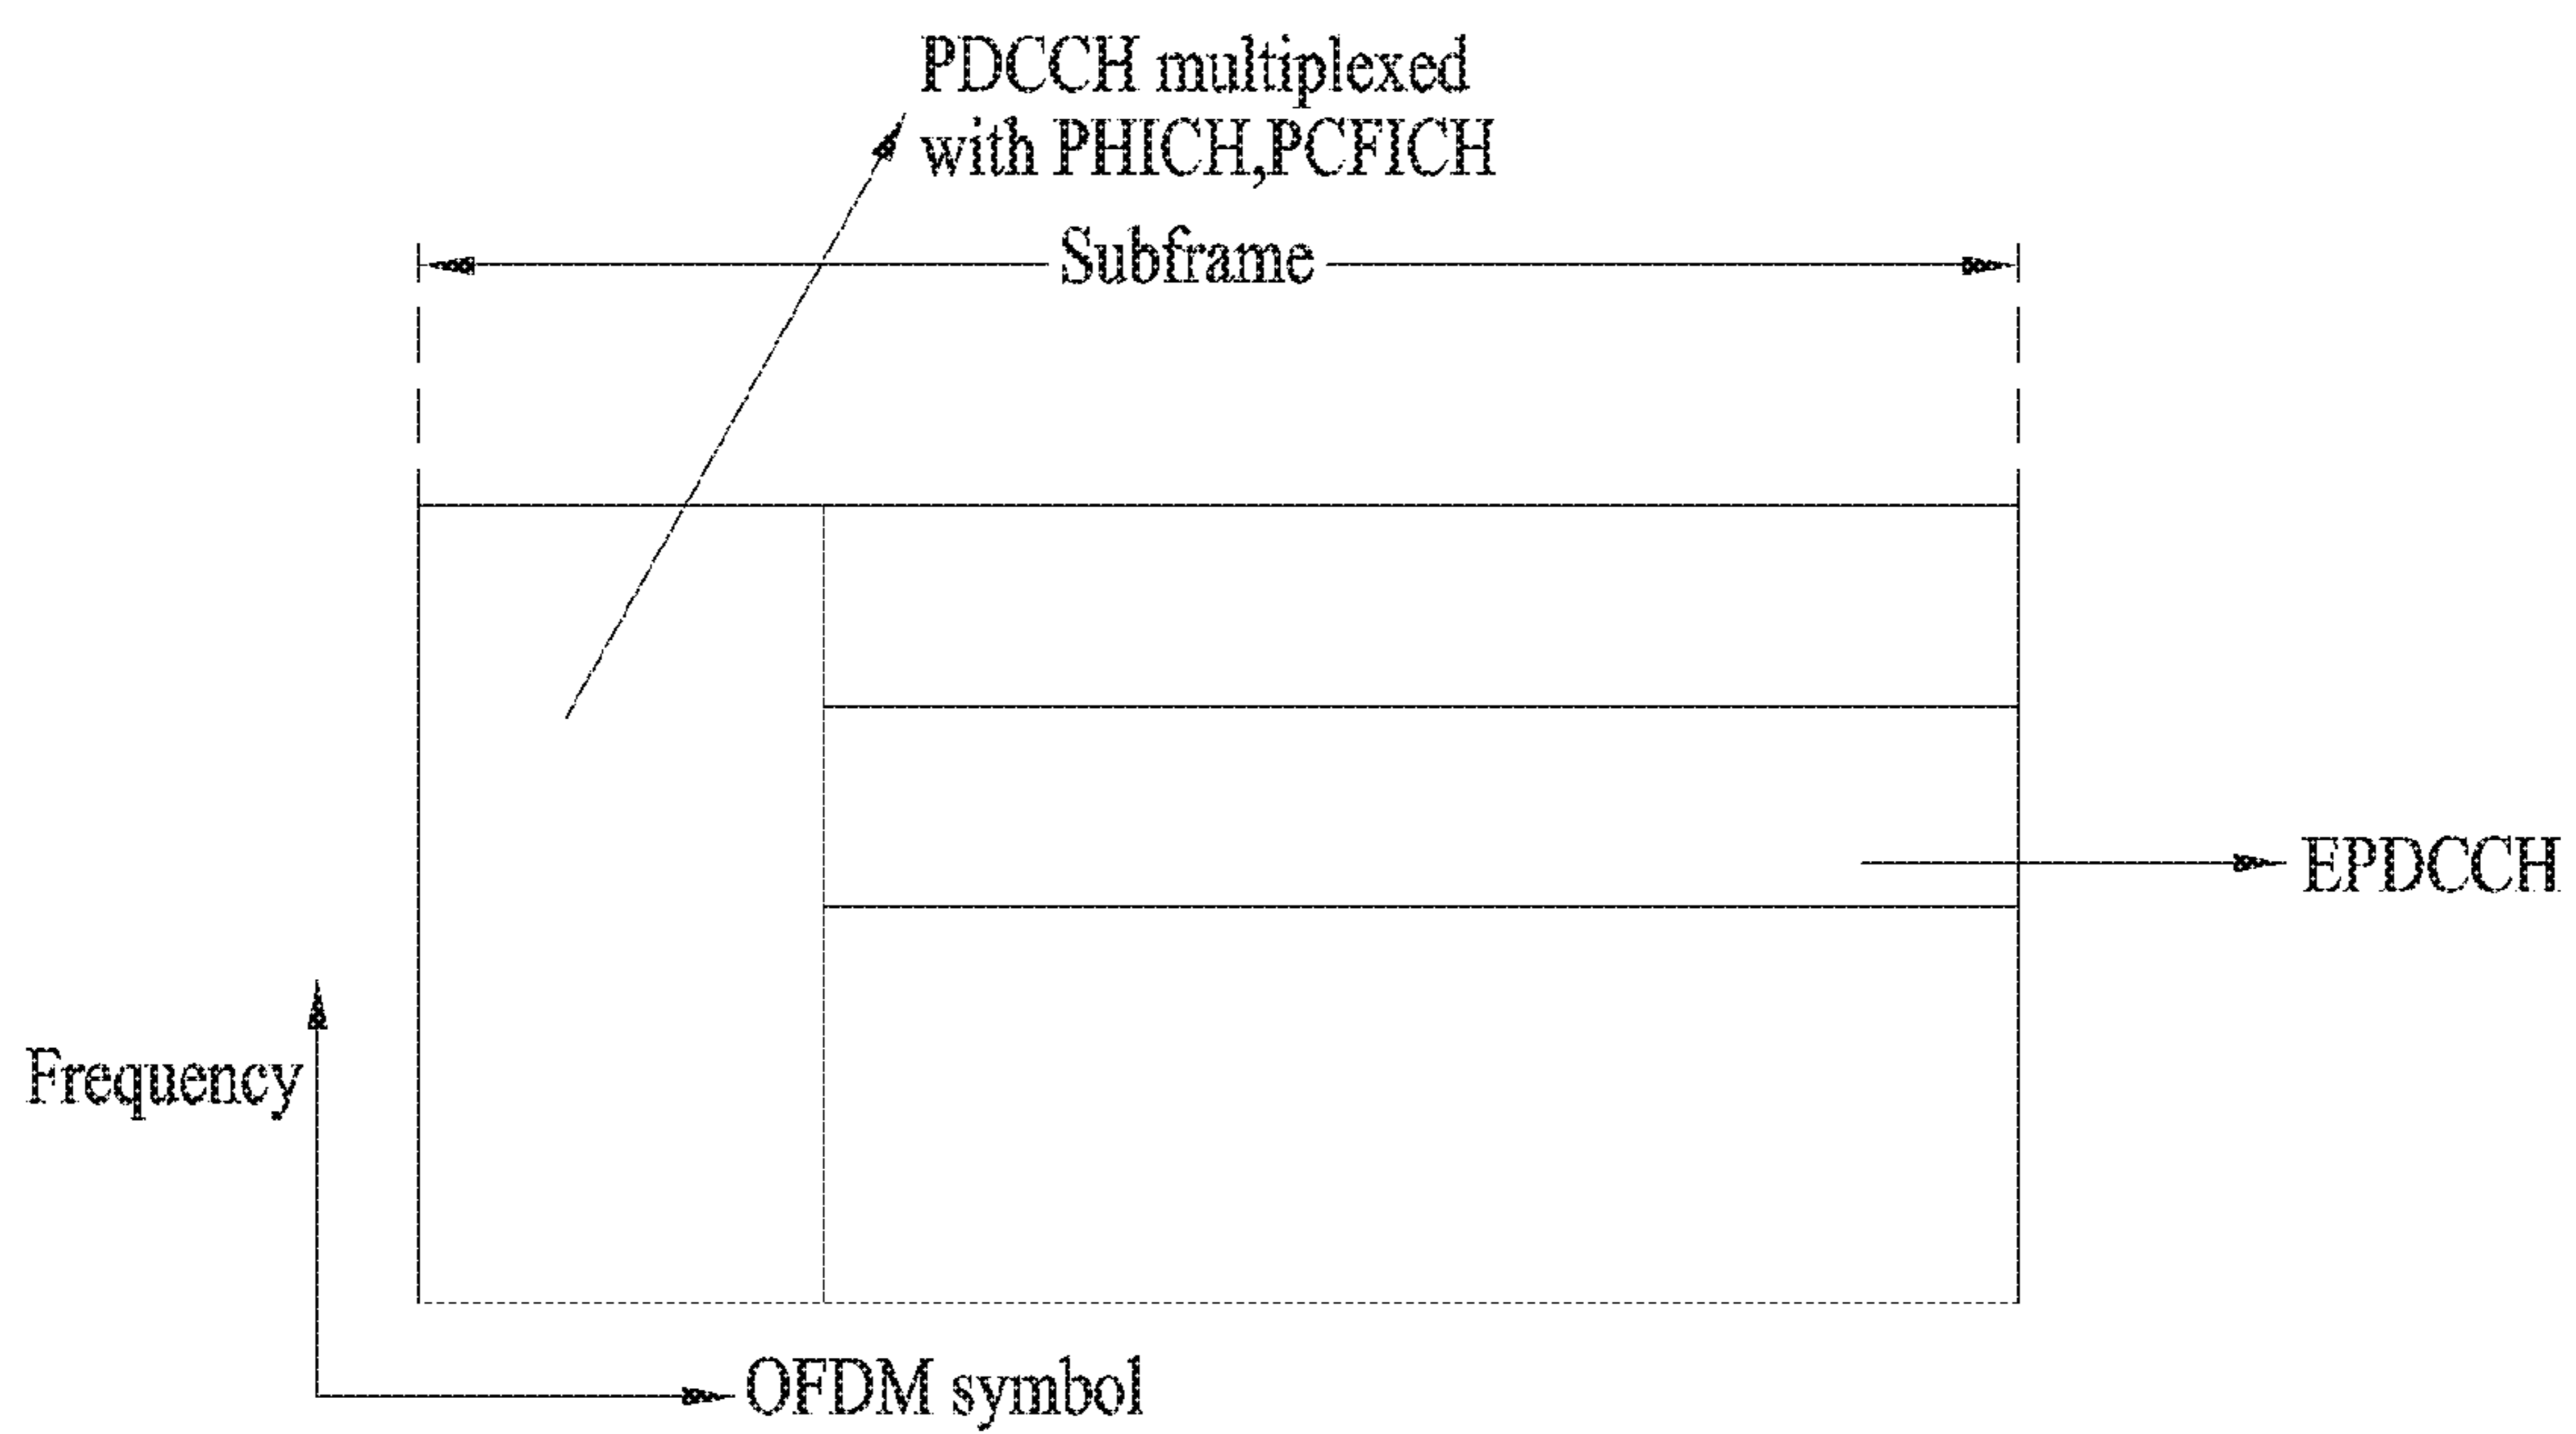 PDCCH multiplexed
with PHICH,PCFICH
Subframe
EPDCCH
Frequency
OFDM symbol